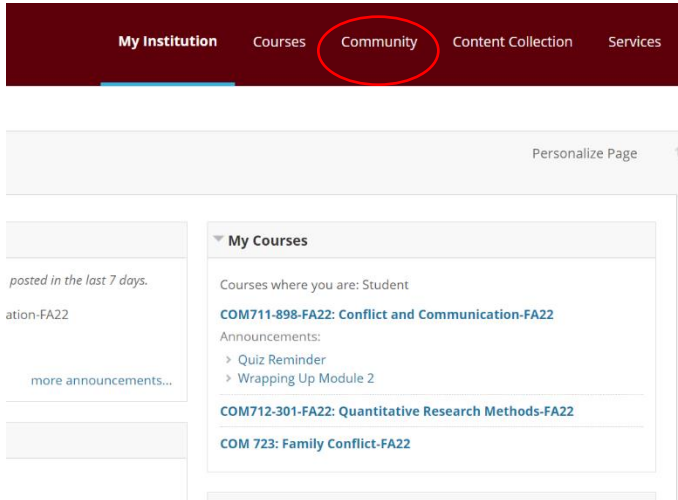 My Institution Courses Community Content Collection Services
Personalize Page
posted in the last 7 days.
ation-FA22
more announcements...
My Courses
Courses where you are: Student
COM711-898-FA22: Conflict and Communication-FA22
Announcements:
> Quiz Reminder
> Wrapping Up Module 2
COM712-301-FA22: Quantitative Research Methods-FA22
COM 723: Family Conflict-FA22